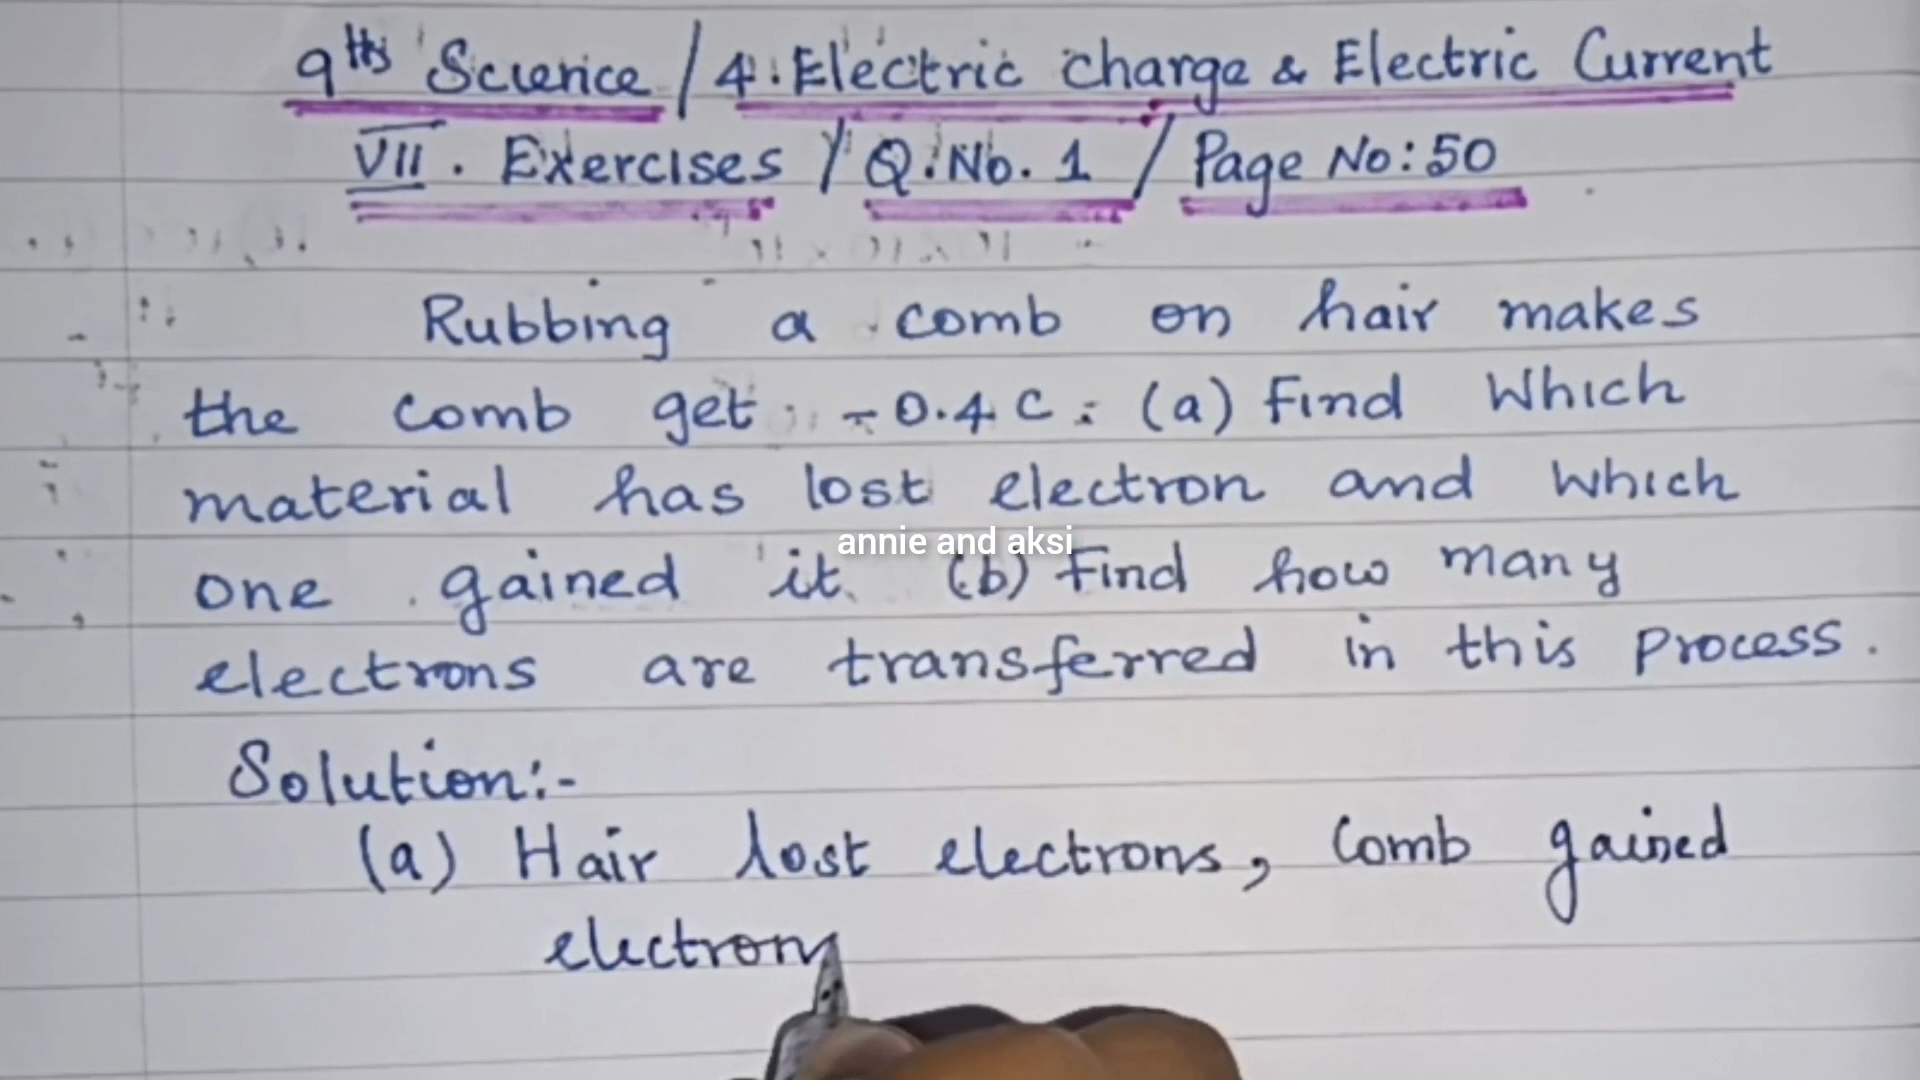 9th Science / 4. Electric charge & Electric Current
VII. Exercises / Q.No. 1 / Page No:50
Rubbing a comb on hair makes
the comb get -0.4 C. (a) Find Which
material has lost electron and which
annie and aksi
one gained it. (b) Find how many
electrons are transferred in this process.
Solution:-
(a) Hair lost electrons, Comb gained
electrons